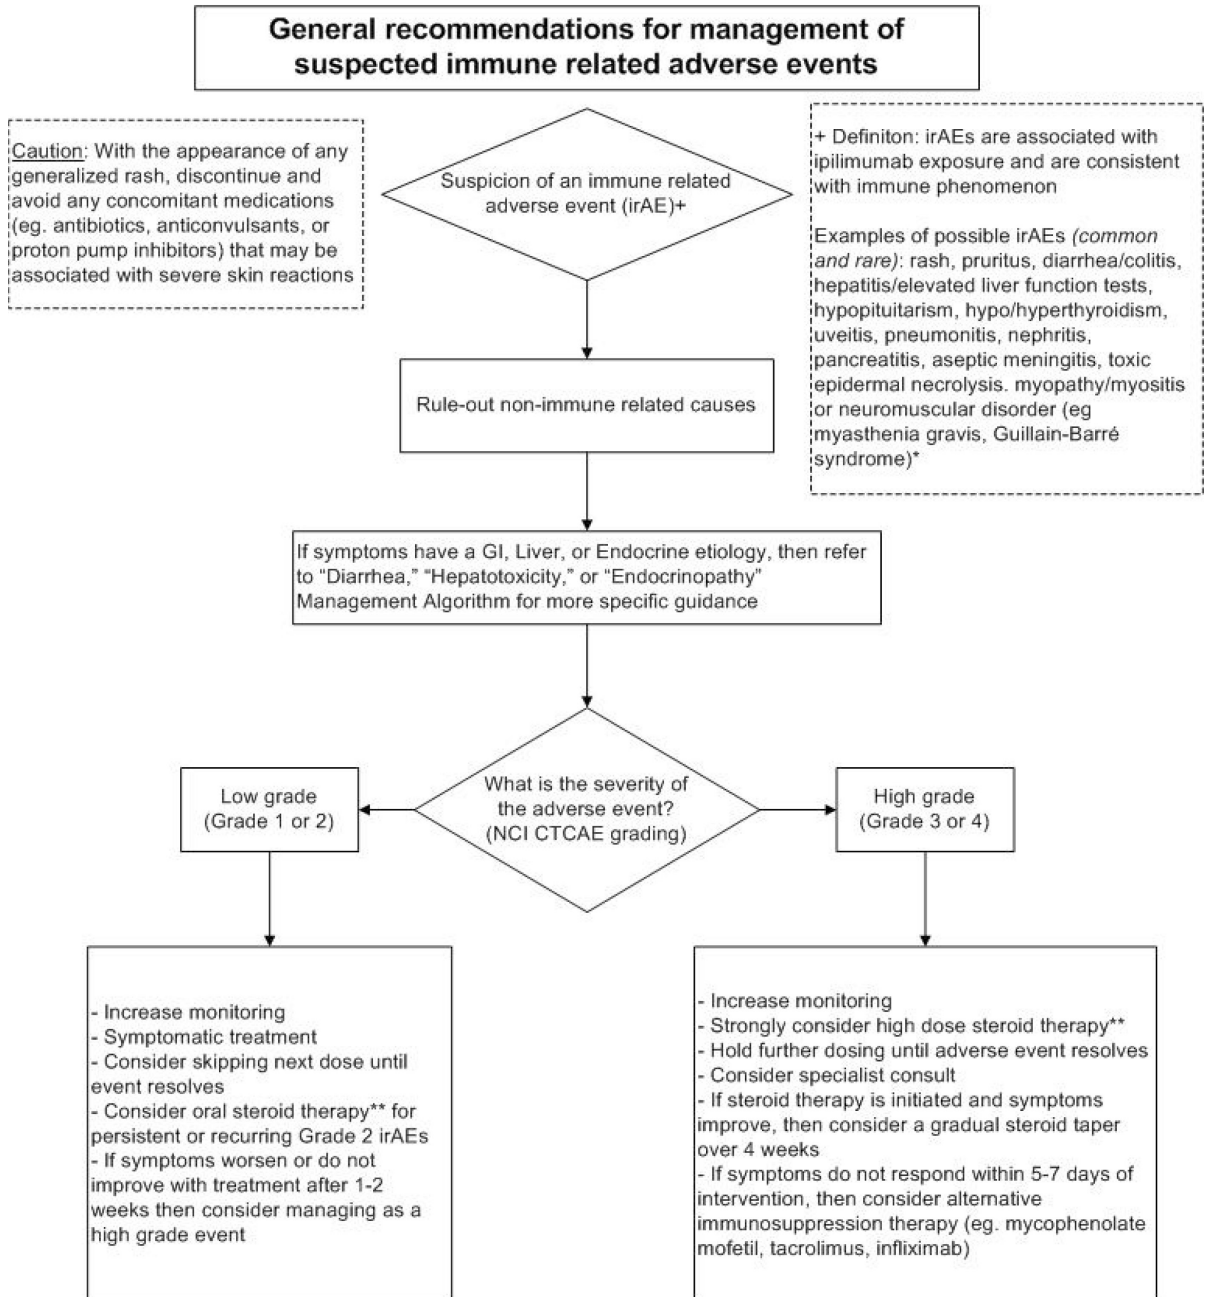 General recommendations for management of
suspected immune related adverse events
Caution: With the appearance of any
generalized rash, discontinue and
avoid any concomitant medications
(eg. antibiotics, anticonvulsants, or
proton pump inhibitors) that may be
associated with severe skin reactions
Suspicion of an immune related
adverse event (irAE)+
+ Definiton: irAEs are associated with
ipilimumab exposure and are consistent
with immune phenomenon
Examples of possible irAEs (common
and rare): rash, pruritus, diarrhea/colitis,
hepatitis/elevated liver function tests,
hypopituitarism, hypo/hyperthyroidism,
uveitis, pneumonitis, nephritis,
pancreatitis, aseptic meningitis, toxic
epidermal necrolysis. myopathy/myositis
or neuromuscular disorder (eg
myasthenia gravis, Guillain-Barré
syndrome)*
Rule-out non-immune related causes
If symptoms have a GI, Liver, or Endocrine etiology, then refer
to “Diarrhea,” “Hepatotoxicity,” or “Endocrinopathy”
Management Algorithm for more specific guidance
What is the severity of
the adverse event?
(NCI CTCAE grading)
Low grade
(Grade 1 or 2)
High grade
(Grade 3 or 4)
- Increase monitoring
- Symptomatic treatment
- Consider skipping next dose until
event resolves
- Consider oral steroid therapy** for
persistent or recurring Grade 2 irAEs
- If symptoms worsen or do not
improve with treatment after 1-2
weeks then consider managing as a
high grade event
- Increase monitoring
- Strongly consider high dose steroid therapy**
- Hold further dosing until adverse event resolves
- Consider specialist consult
- If steroid therapy is initiated and symptoms
improve, then consider a gradual steroid taper
over 4 weeks
- If symptoms do not respond within 5-7 days of
intervention, then consider alternative
immunosuppression therapy (eg. mycophenolate
mofetil, tacrolimus, infliximab)